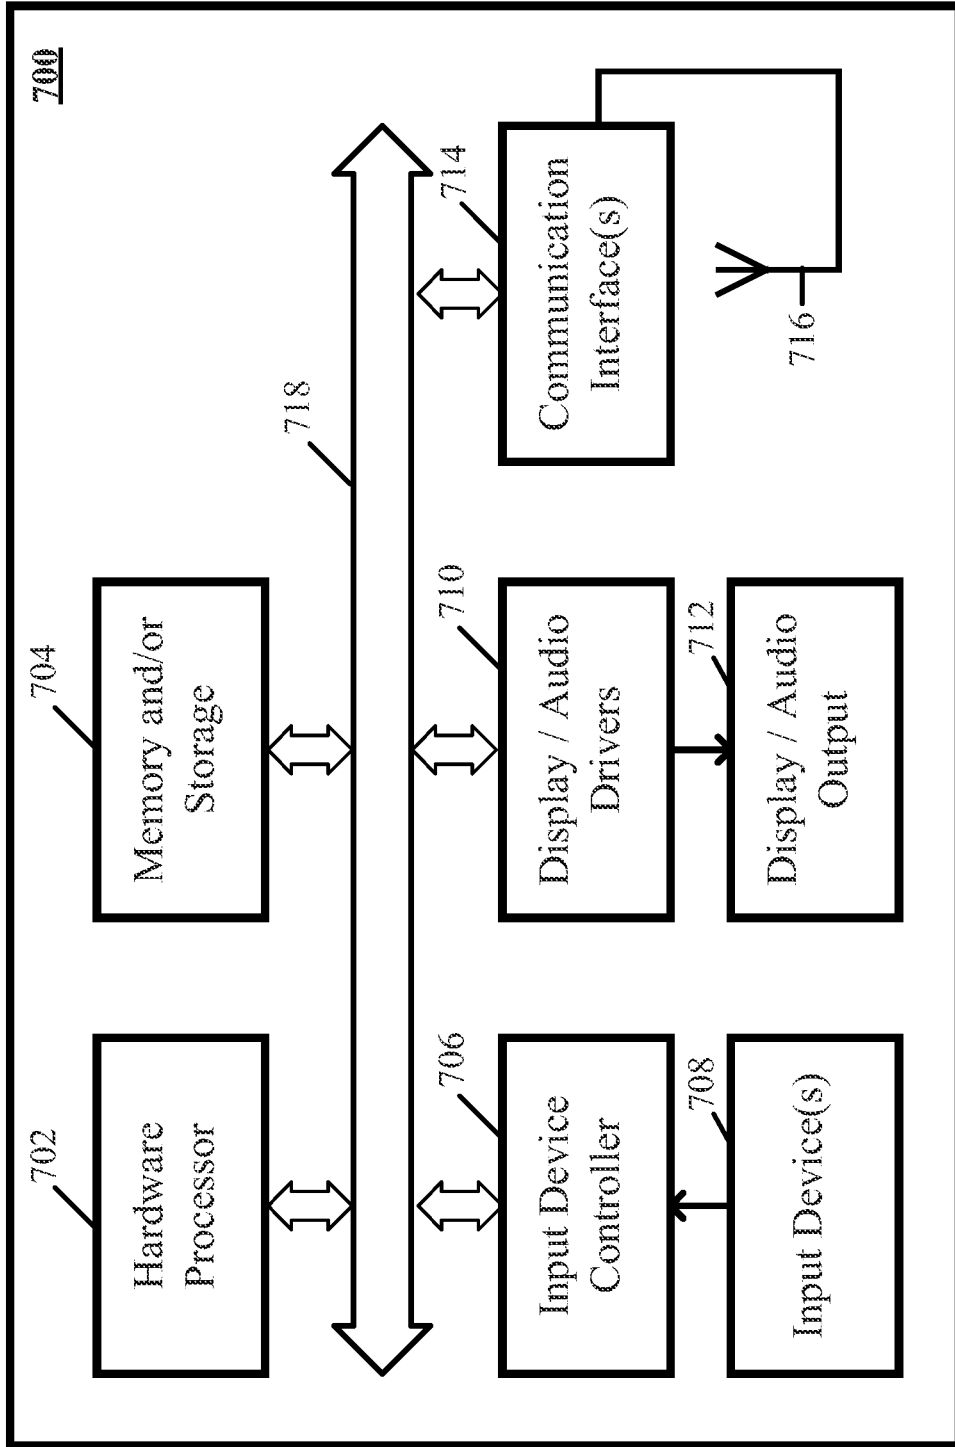 700
702
Hardware
Processor
704
Memory and/or
Storage
718
706
Input Device
Controller
710
Display / Audio
Drivers
714
Communication
Interface(s)
708
Input Device(s)
712
Display / Audio
Output
716